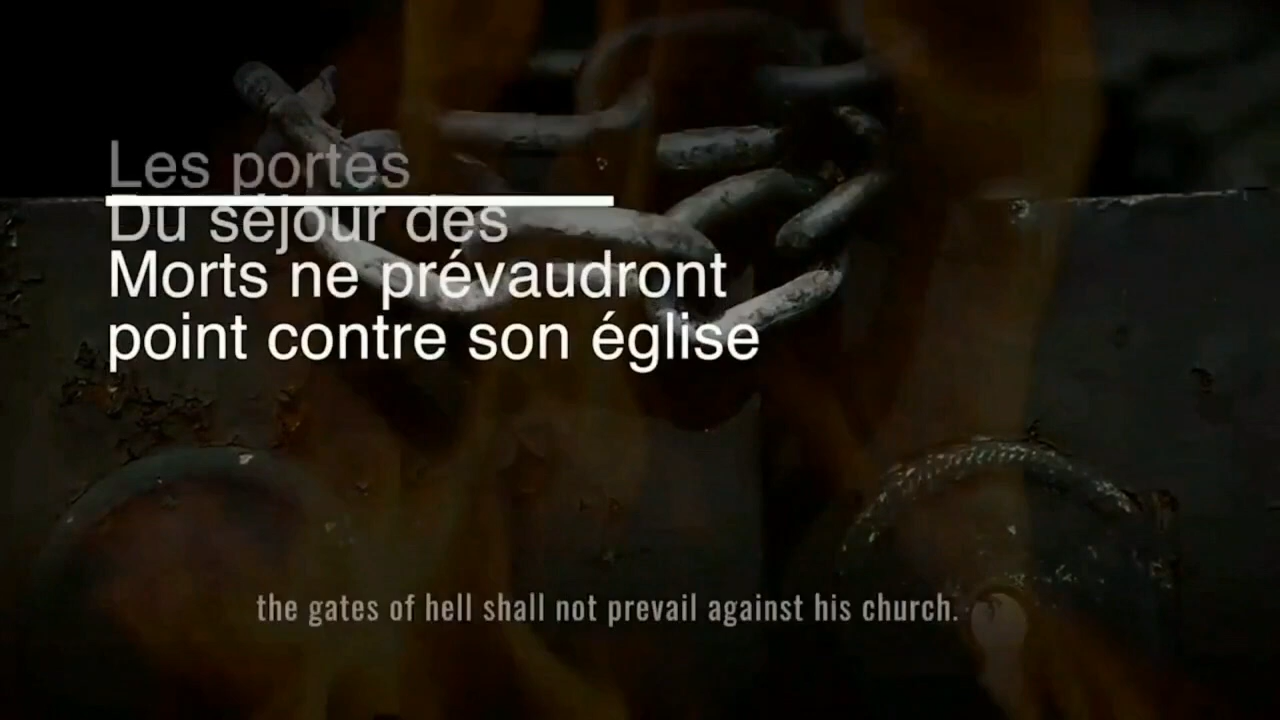 Les portes
Du séjour des
Morts ne prévaudront
point contre son église
the gates of hell shall not prevail against his church.